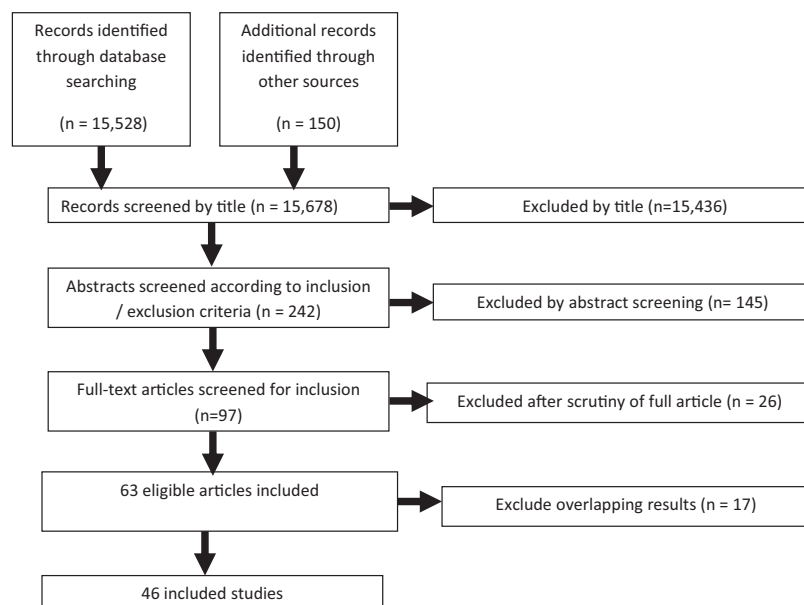 Records identified
through database
searching
(n = 15,528)
Additional records
identified through
other sources
(n = 150)
Records screened by title (n = 15,678)
Excluded by title (n=15,436)
Abstracts screened according to inclusion
/ exclusion criteria (n = 242)
Excluded by abstract screening (n= 145)
Full-text articles screened for inclusion
(n=97)
Excluded after scrutiny of full article (n = 26)
63 eligible articles included
Exclude overlapping results (n = 17)
46 included studies